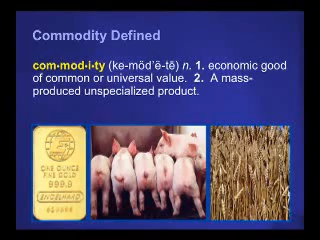 Commodity Defined
com•mod•i•ty (ke-mŏd'ĕ-tē) n. 1. economic good
of common or universal value. 2. A mass-
produced unspecialized product.
ONE OUNCE
FINE GOLD
999.9
ENGELHARD